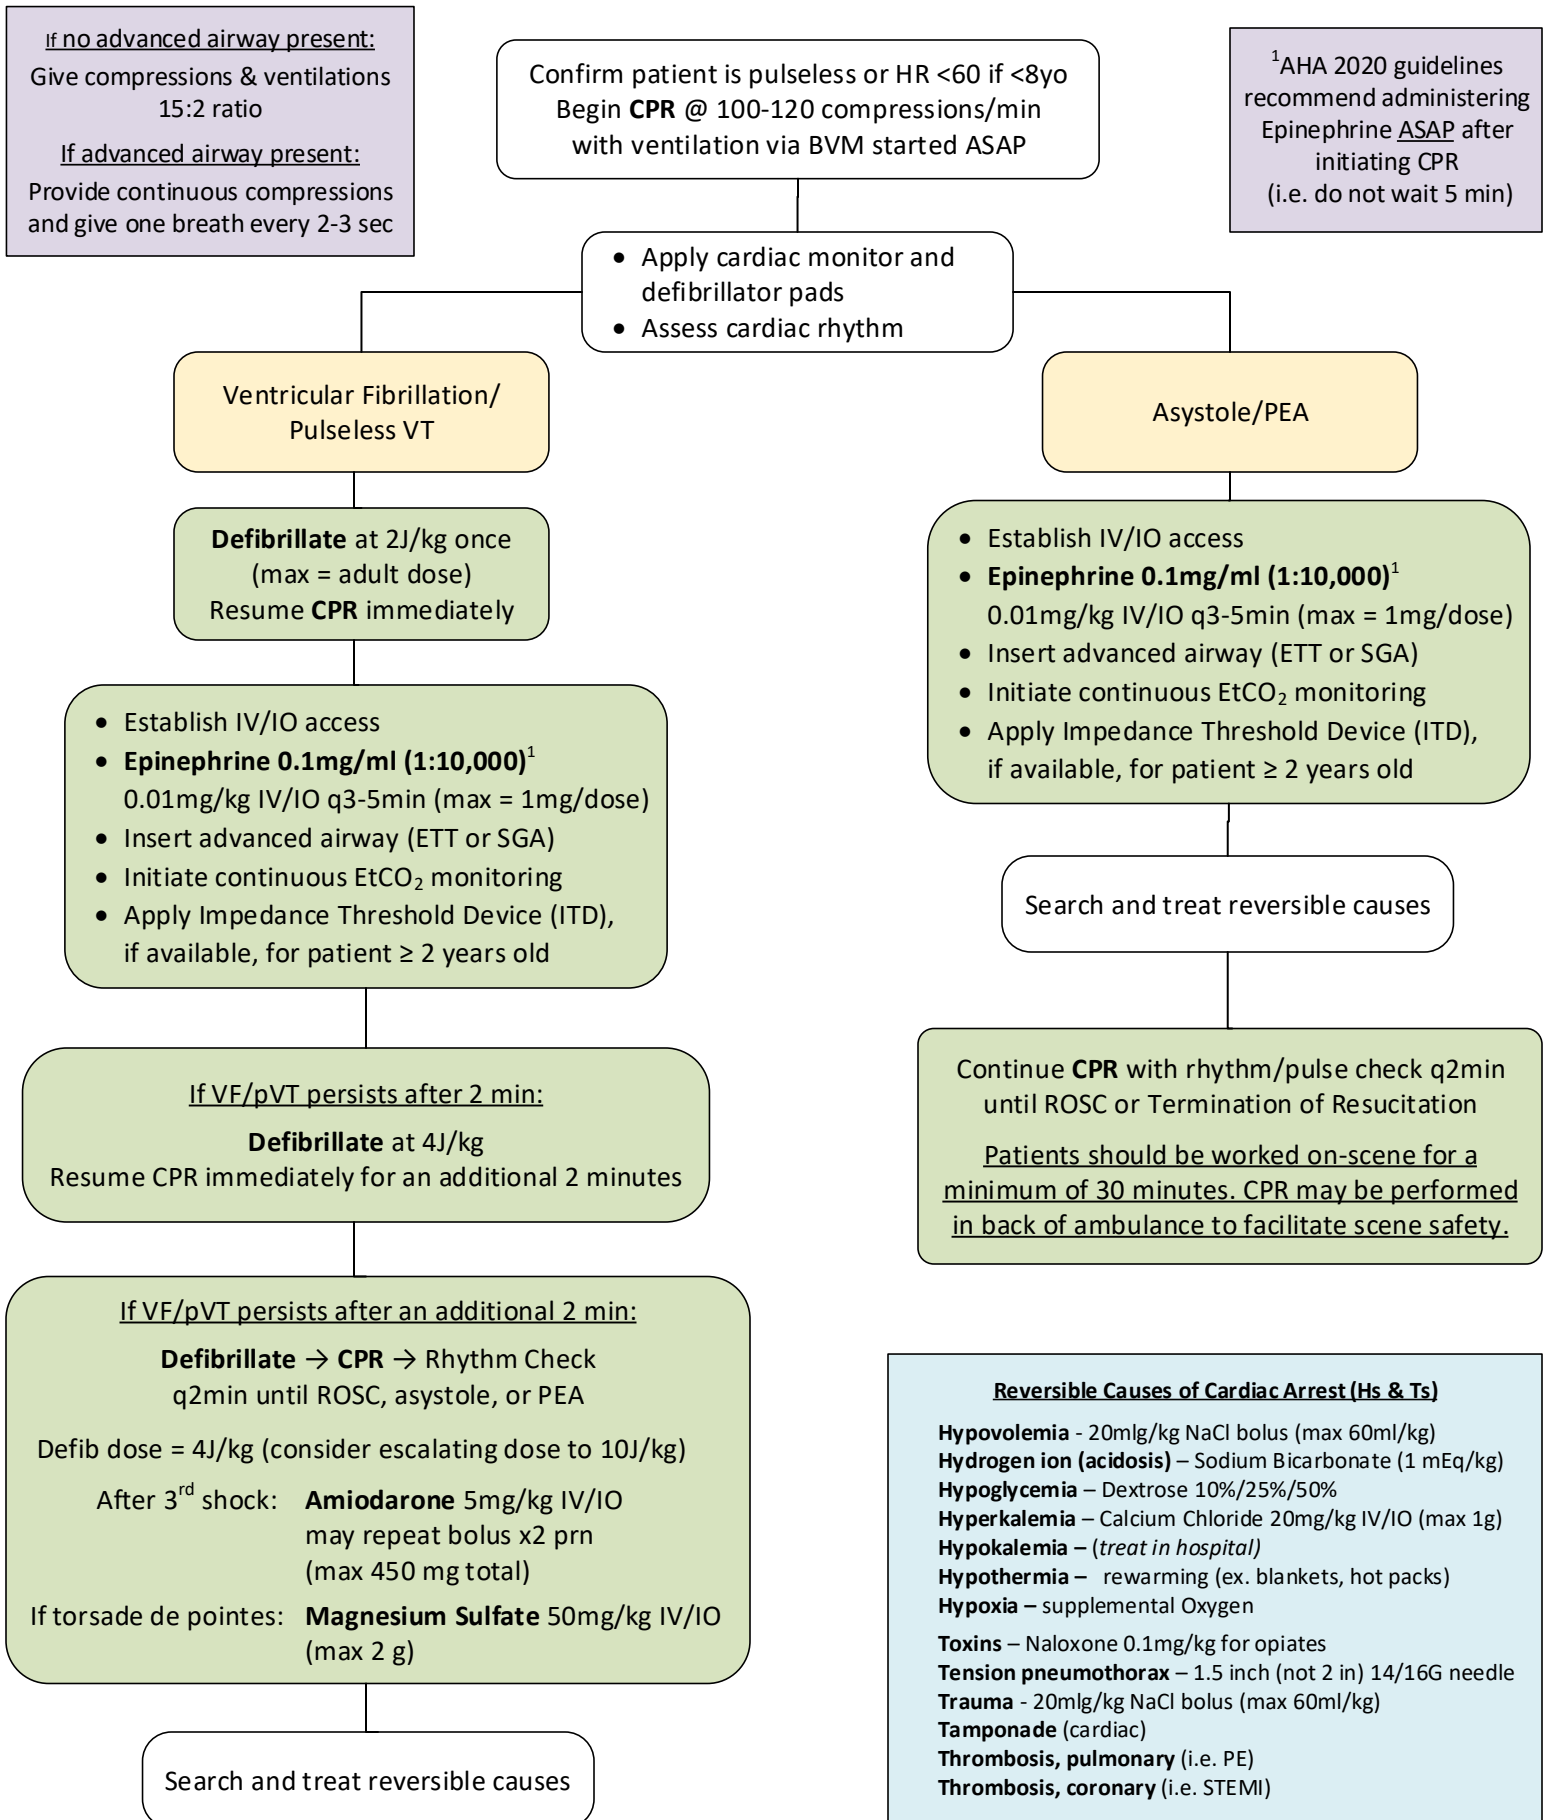 If no advanced airway present:
Give compressions & ventilations
15:2 ratio
If advanced airway present:
Provide continuous compressions
and give one breath every 2-3 sec
Confirm patient is pulseless or HR <60 if <8yo
Begin CPR @ 100-120 compressions/min
with ventilation via BVM started ASAP
¹AHA 2020 guidelines
recommend administering
Epinephrine ASAP after
initiating CPR
(i.e. do not wait 5 min)
• Apply cardiac monitor and
defibrillator pads
• Assess cardiac rhythm
Ventricular Fibrillation/
Pulseless VT
Defibrillate at 2J/kg once
(max = adult dose)
Resume CPR immediately
• Establish IV/IO access
• Epinephrine 0.1mg/ml (1:10,000)¹
0.01mg/kg IV/IO q3-5min (max = 1mg/dose)
• Insert advanced airway (ETT or SGA)
• Initiate continuous EtCO₂ monitoring
• Apply Impedance Threshold Device (ITD),
if available, for patient ≥ 2 years old
If VF/pVT persists after 2 min:
Defibrillate at 4J/kg
Resume CPR immediately for an additional 2 minutes
If VF/pVT persists after an additional 2 min:
Defibrillate → CPR → Rhythm Check
q2min until ROSC, asystole, or PEA
Defib dose = 4J/kg (consider escalating dose to 10J/kg)
After 3rd shock: Amiodarone 5mg/kg IV/IO
may repeat bolus x2 prn
(max 450 mg total)
If torsade de pointes: Magnesium Sulfate 50mg/kg IV/IO
(max 2 g)
Search and treat reversible causes
Asystole/PEA
• Establish IV/IO access
• Epinephrine 0.1mg/ml (1:10,000)¹
0.01mg/kg IV/IO q3-5min (max = 1mg/dose)
• Insert advanced airway (ETT or SGA)
• Initiate continuous EtCO₂ monitoring
• Apply Impedance Threshold Device (ITD),
if available, for patient ≥ 2 years old
Search and treat reversible causes
Continue CPR with rhythm/pulse check q2min
until ROSC or Termination of Resucitation
Patients should be worked on-scene for a
minimum of 30 minutes. CPR may be performed
in back of ambulance to facilitate scene safety.
Reversible Causes of Cardiac Arrest (Hs & Ts)
Hypovolemia - 20mlg/kg NaCl bolus (max 60ml/kg)
Hydrogen ion (acidosis) – Sodium Bicarbonate (1 mEq/kg)
Hypoglycemia – Dextrose 10%/25%/50%
Hyperkalemia – Calcium Chloride 20mg/kg IV/IO (max 1g)
Hypokalemia – (treat in hospital)
Hypothermia – rewarming (ex. blankets, hot packs)
Hypoxia – supplemental Oxygen
Toxins – Naloxone 0.1mg/kg for opiates
Tension pneumothorax – 1.5 inch (not 2 in) 14/16G needle
Trauma - 20mlg/kg NaCl bolus (max 60ml/kg)
Tamponade (cardiac)
Thrombosis, pulmonary (i.e. PE)
Thrombosis, coronary (i.e. STEMI)